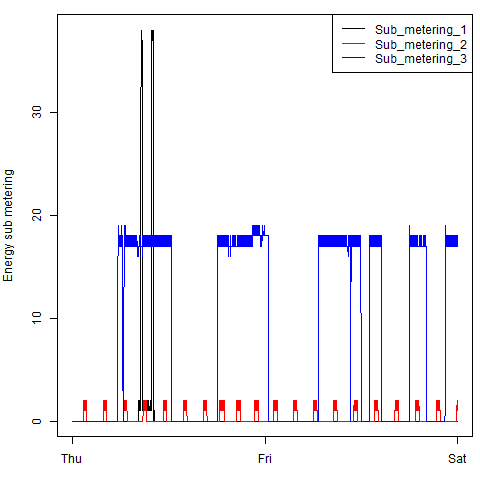 Sub_metering_1
Sub_metering_2
Sub_metering_3
Energy sub metering
30
20
10
0
Thu Fri Sat